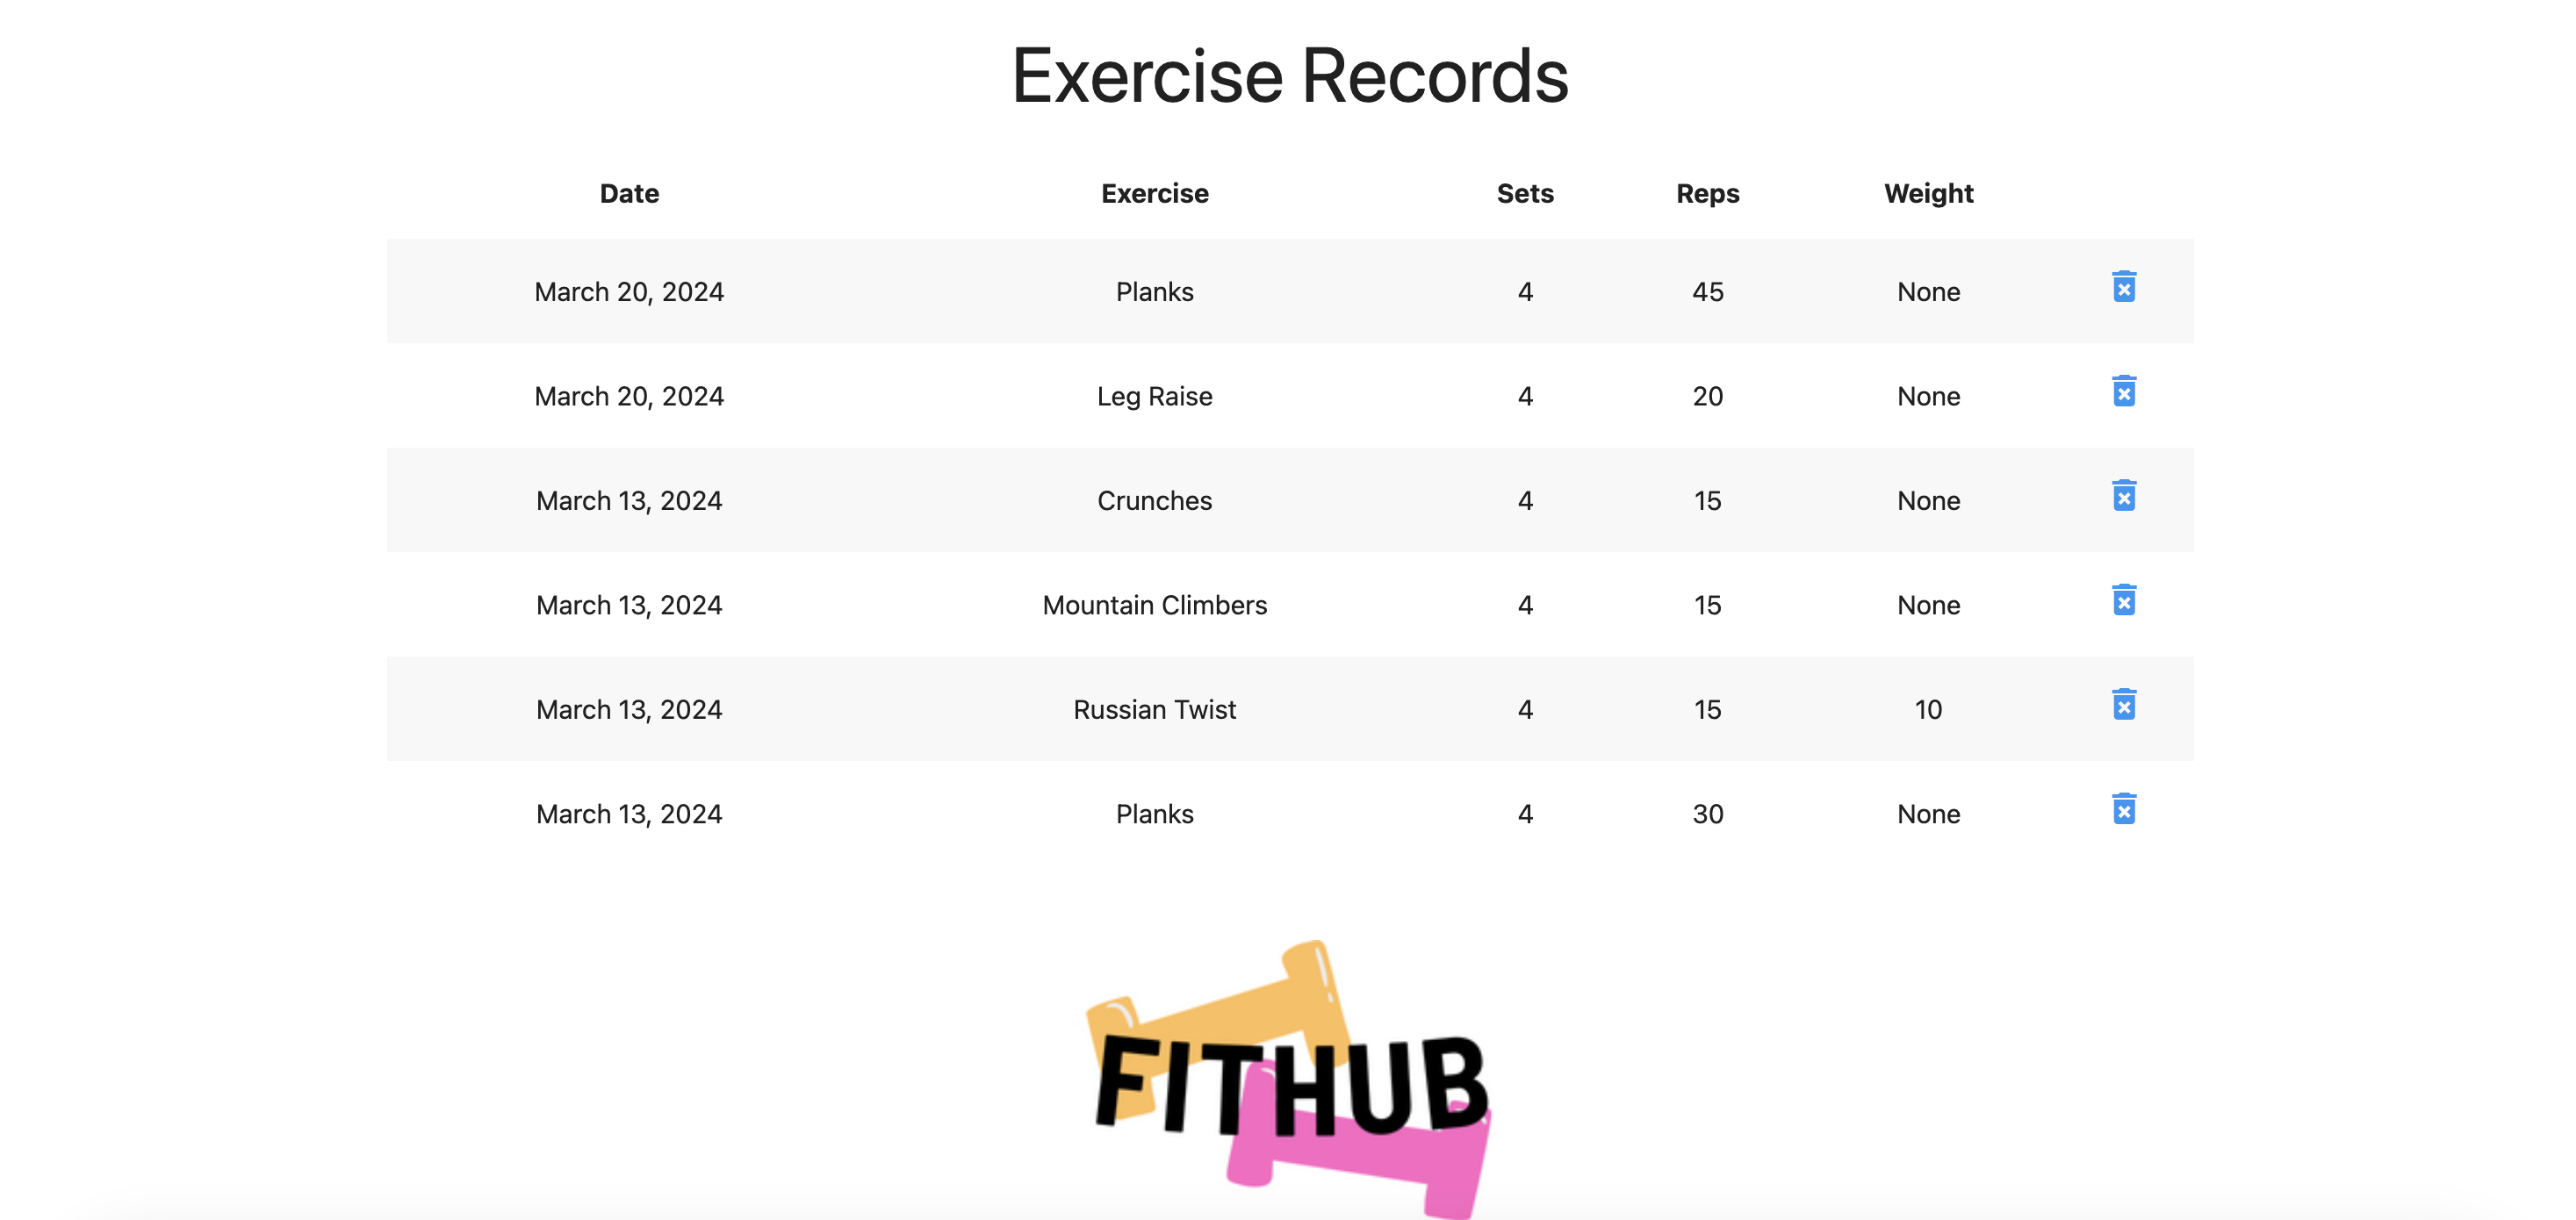 Exercise Records
Date Exercise Sets Reps Weight
March 20, 2024 Planks 4 45 None
March 20, 2024 Leg Raise 4 20 None
March 13, 2024 Crunches 4 15 None
March 13, 2024 Mountain Climbers 4 15 None
March 13, 2024 Russian Twist 4 15 10
March 13, 2024 Planks 4 30 None
FITHUB